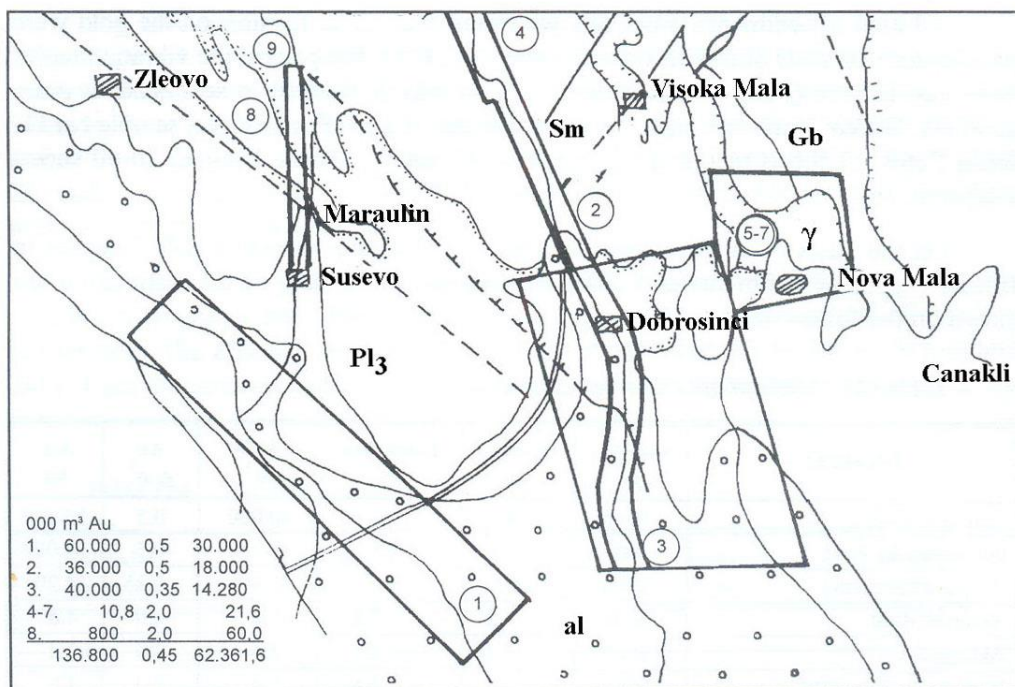 9
4
Zleovo
8
Visoka Mala
Sm
Gb
2
Maraulin
5-7
γ
Susevo
Nova Mala
Dobrosinci
Pl3
Canakli
000 m³ Au
1. 60.000 0,5 30.000
2. 36.000 0,5 18.000
3. 40.000 0,35 14.280
4-7. 10,8 2,0 21,6
8. 800 2,0 60,0
136.800 0,45 62.361,6
3
1
al